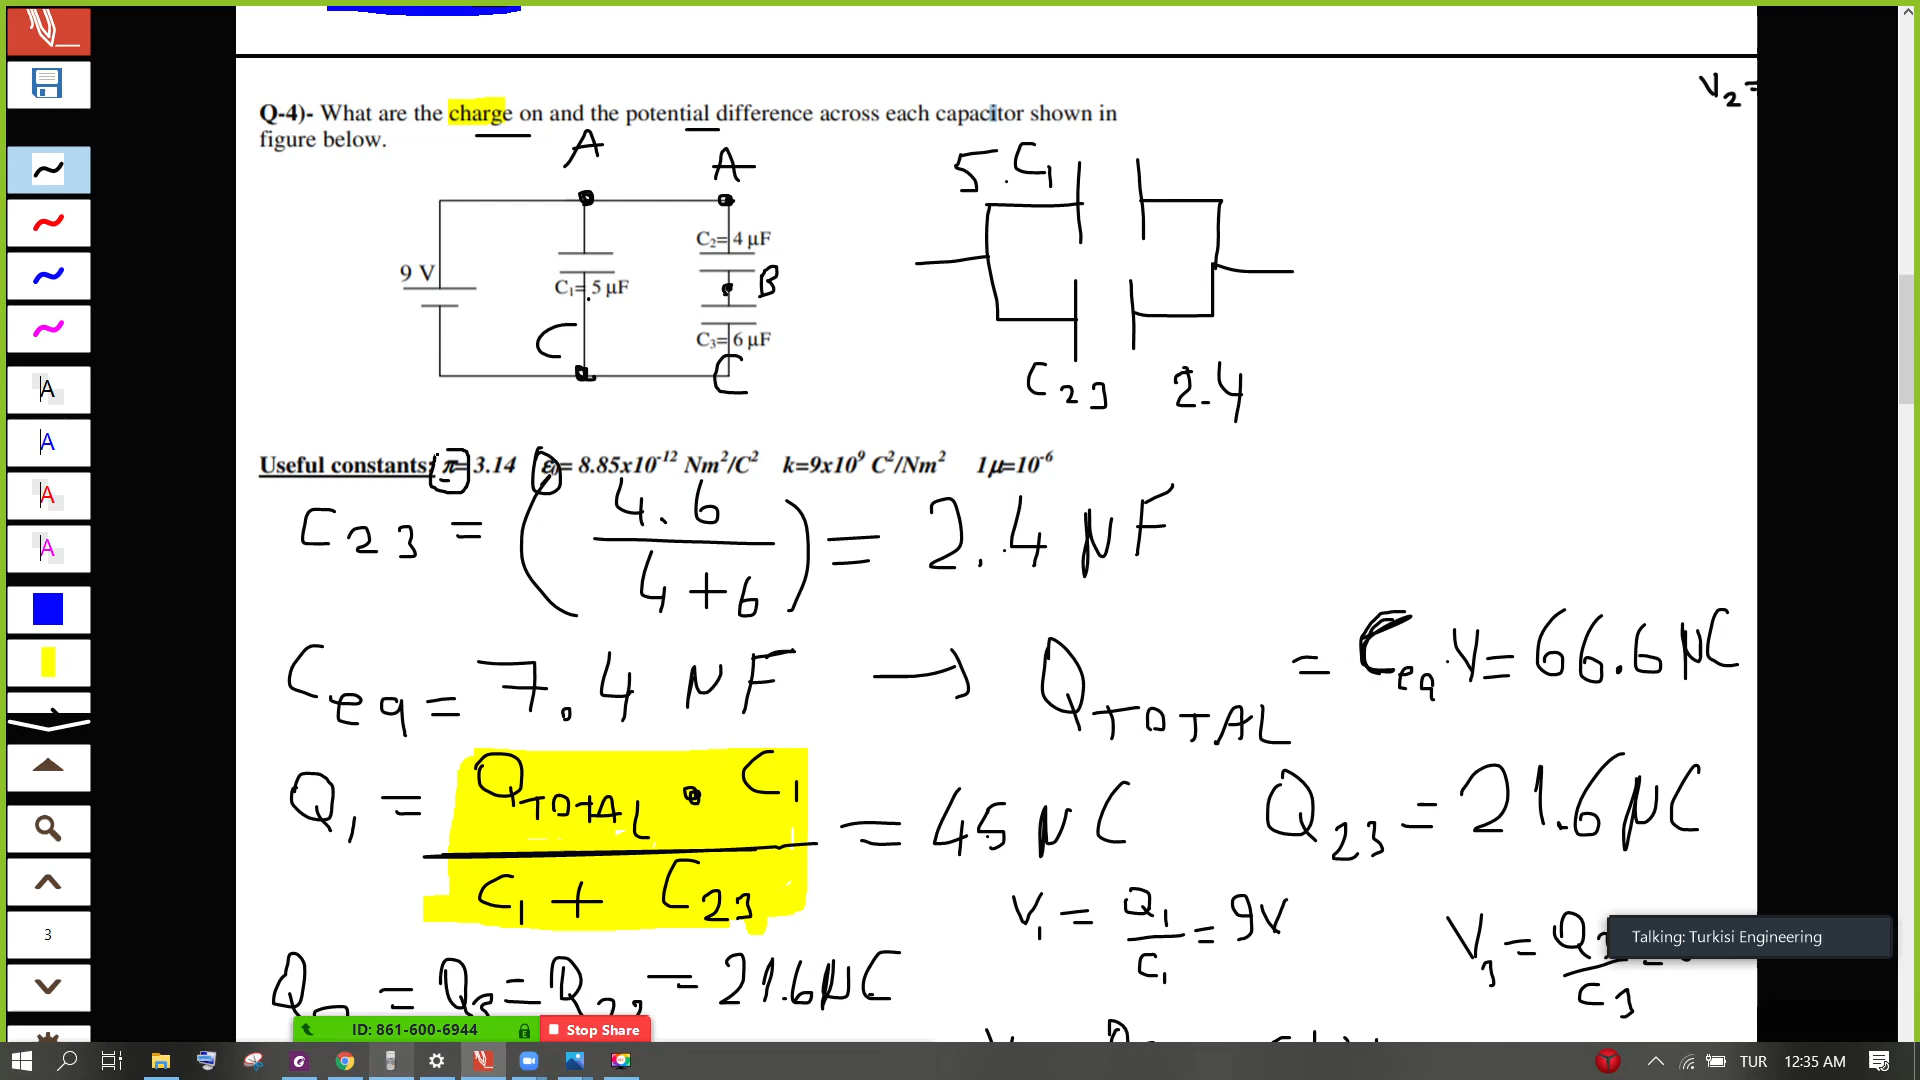 V₂ =
Q-4)- What are the charge on and the potential difference across each capacitor shown in
figure below.
A
A
5. C₁
C₂= 4 µF
9 V
C₁= 5 µF
B
C
C₃= 6 µF
C
C₂₃ 2.4
Useful constants: π= 3.14 ε₀= 8.85x10⁻¹² Nm²/C² k=9x10⁹ C²/Nm² 1µ=10⁻⁶
C₂₃ = (4.6 / 4+6) = 2.4 µF
Ceq = 7.4 µF → QTOTAL = Ceq.V = 66.6 µC
Q₁ = QTOTAL . C₁ / C₁ + C₂₃ = 45 µC
Q₂₃ = 21.6 µC
V₁ = Q₁ / C₁ = 9V
V₃ = Q / C₃ =
Talking: Turkisi Engineering
Q = Q₃ = Q₂₃ = 21.6 µC
ID: 861-600-6944
Stop Share
A
A
A
A
3
TUR
12:35 AM